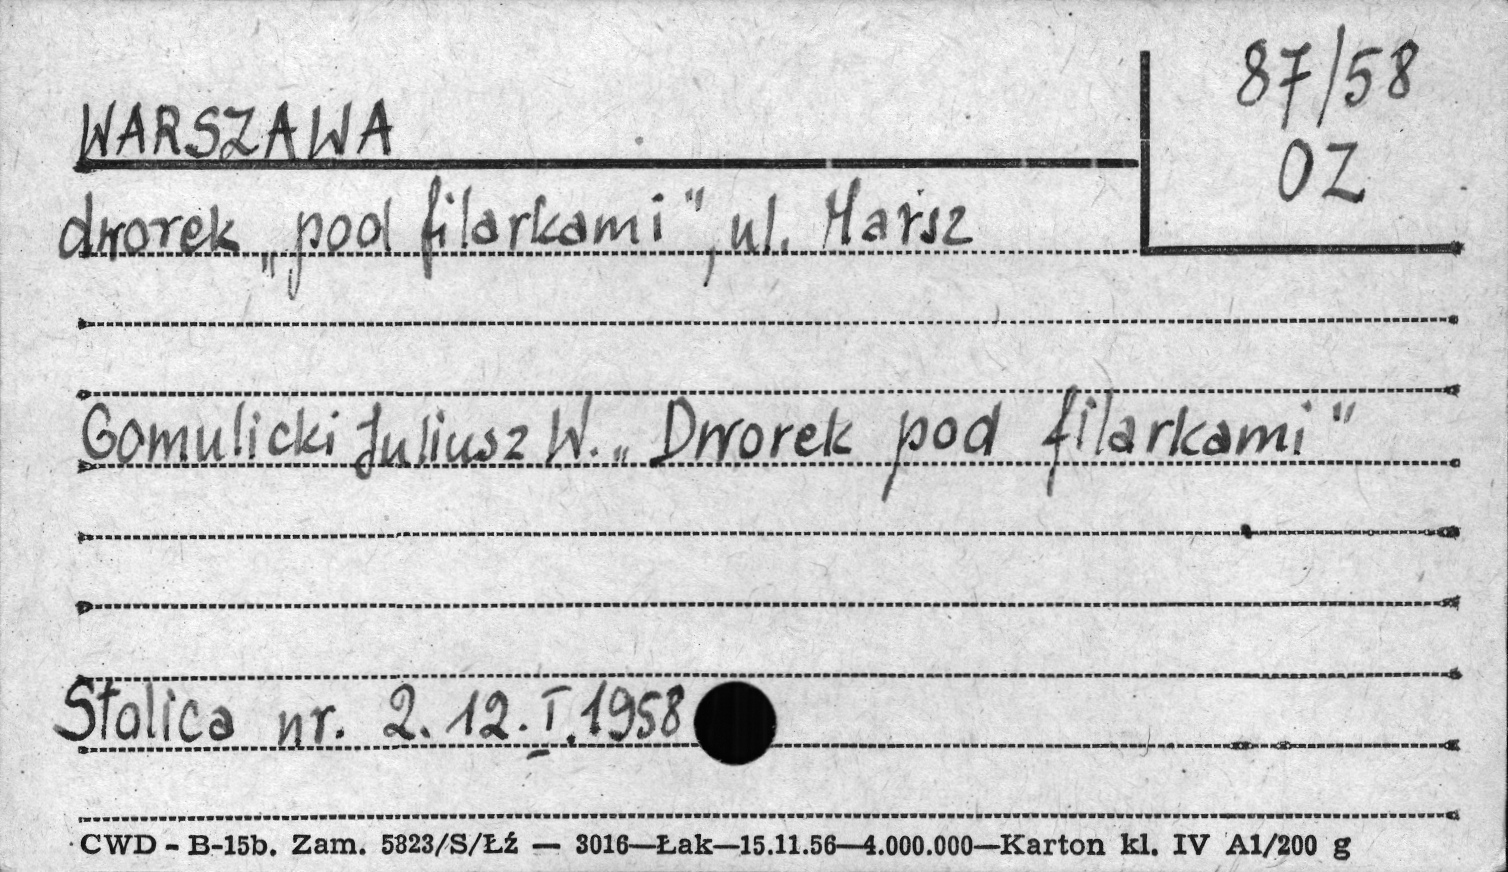 87/58
OZ
WARSZAWA
dworek „pod filarkami", ul. Marsz
Gomulicki Juliusz W. „Dworek pod filarkami"
Stolica nr. 2. 12.I.1958
CWD - B-15b. Zam. 5823/S/Łź — 3016—Łak—15.11.56—4.000.000—Karton kl. IV A1/200 g